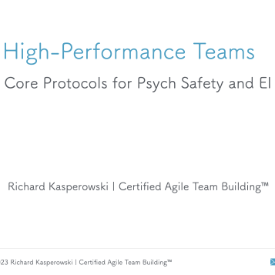 High-Performance Teams
Core Protocols for Psych Safety and EI
Richard Kasperowski | Certified Agile Team Building™
23 Richard Kasperowski | Certified Agile Team Building™